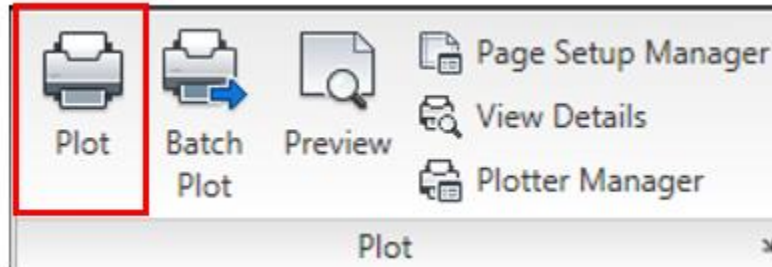 Plot
Batch
Plot
Preview
Page Setup Manager
View Details
Plotter Manager
Plot